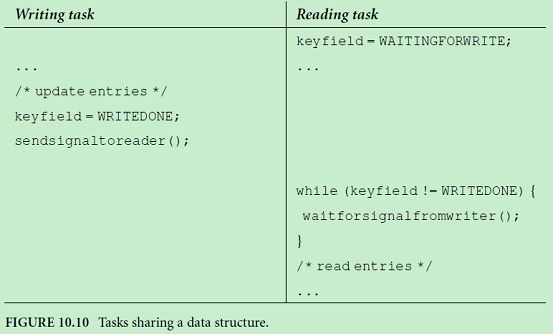 Writing task
Reading task
keyfield = WAITINGFORWRITE;
...
...
/* update entries */
keyfield = WRITEDONE;
sendsignaltoreader();
while (keyfield != WRITEDONE) {
waitforsignalfromwriter();
}
/* read entries */
...
FIGURE 10.10 Tasks sharing a data structure.